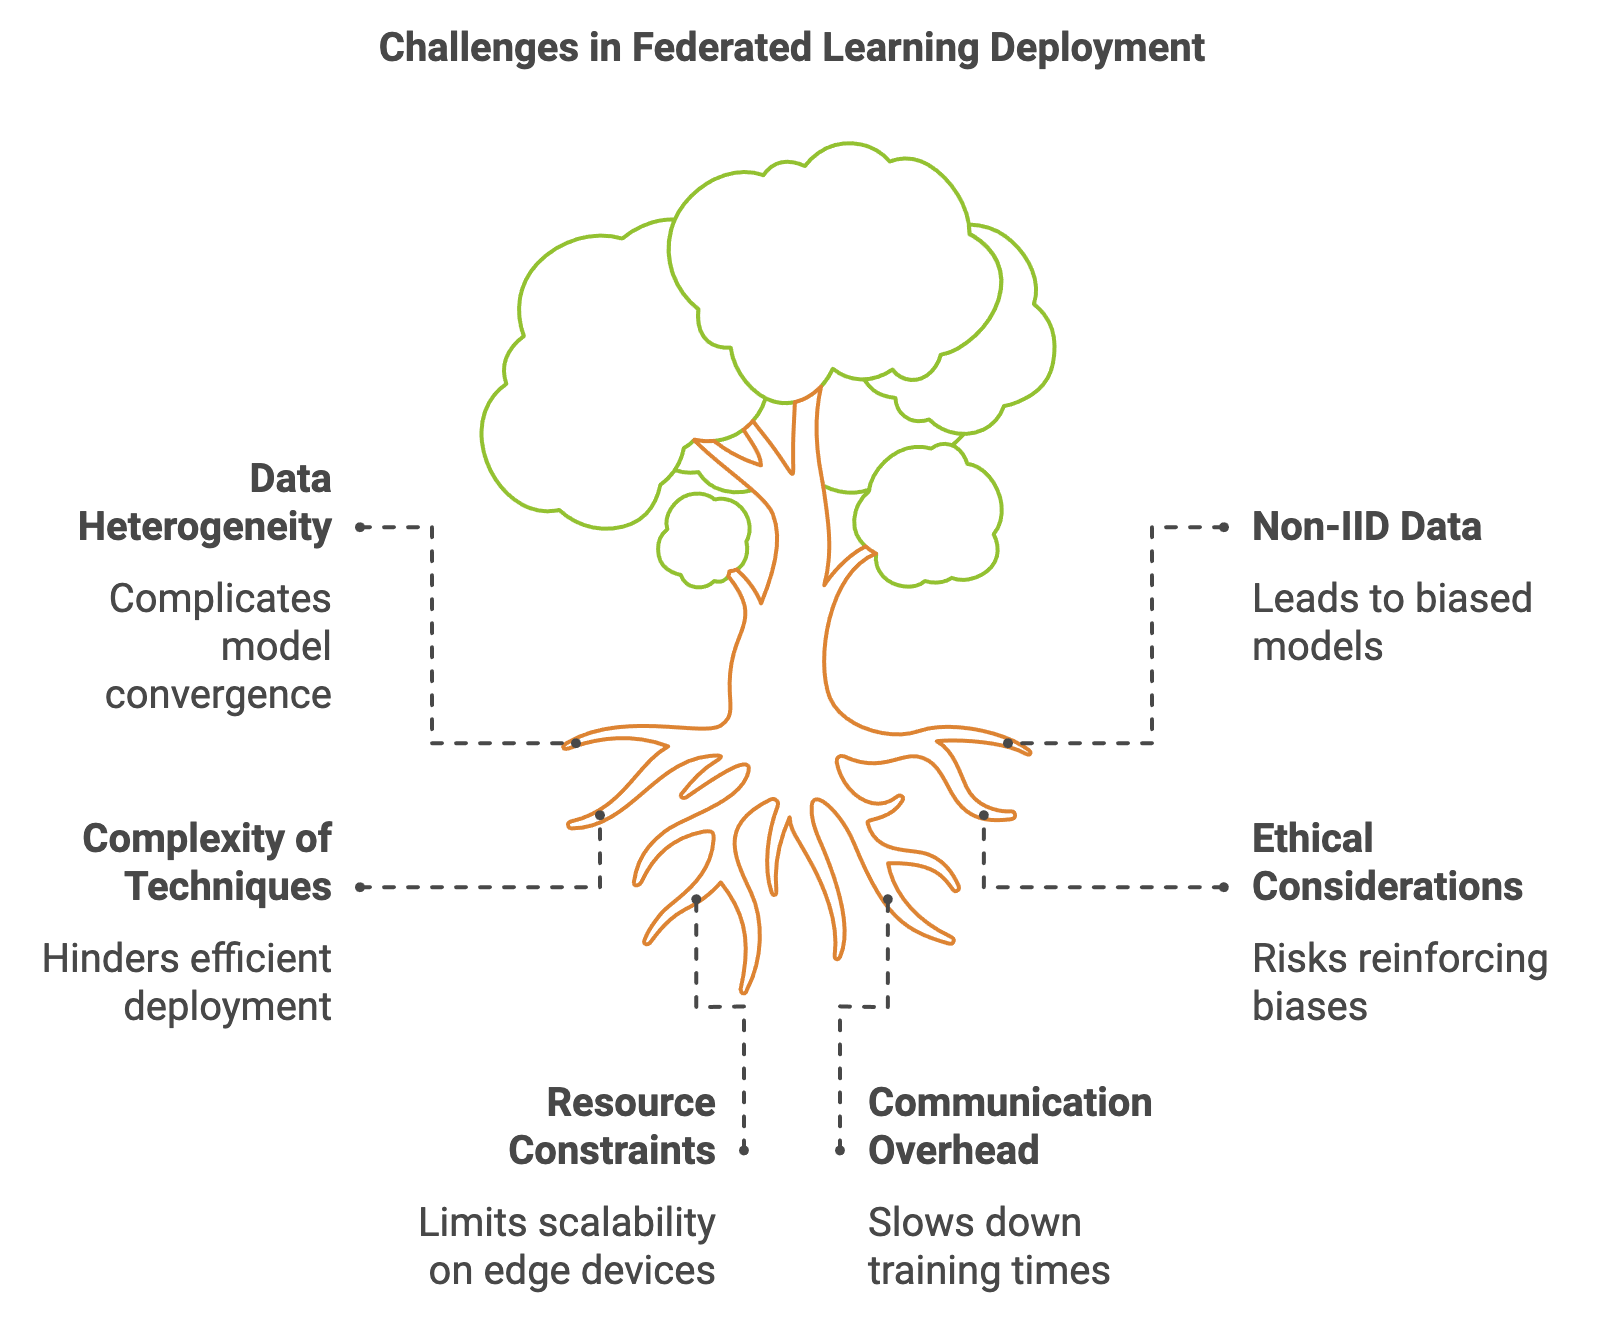 Challenges in Federated Learning Deployment
Data
Heterogeneity
Complicates
model
convergence
Non-IID Data
Leads to biased
models
Complexity of
Techniques
Hinders efficient
deployment
Ethical
Considerations
Risks reinforcing
biases
Resource
Constraints
Limits scalability
on edge devices
Communication
Overhead
Slows down
training times